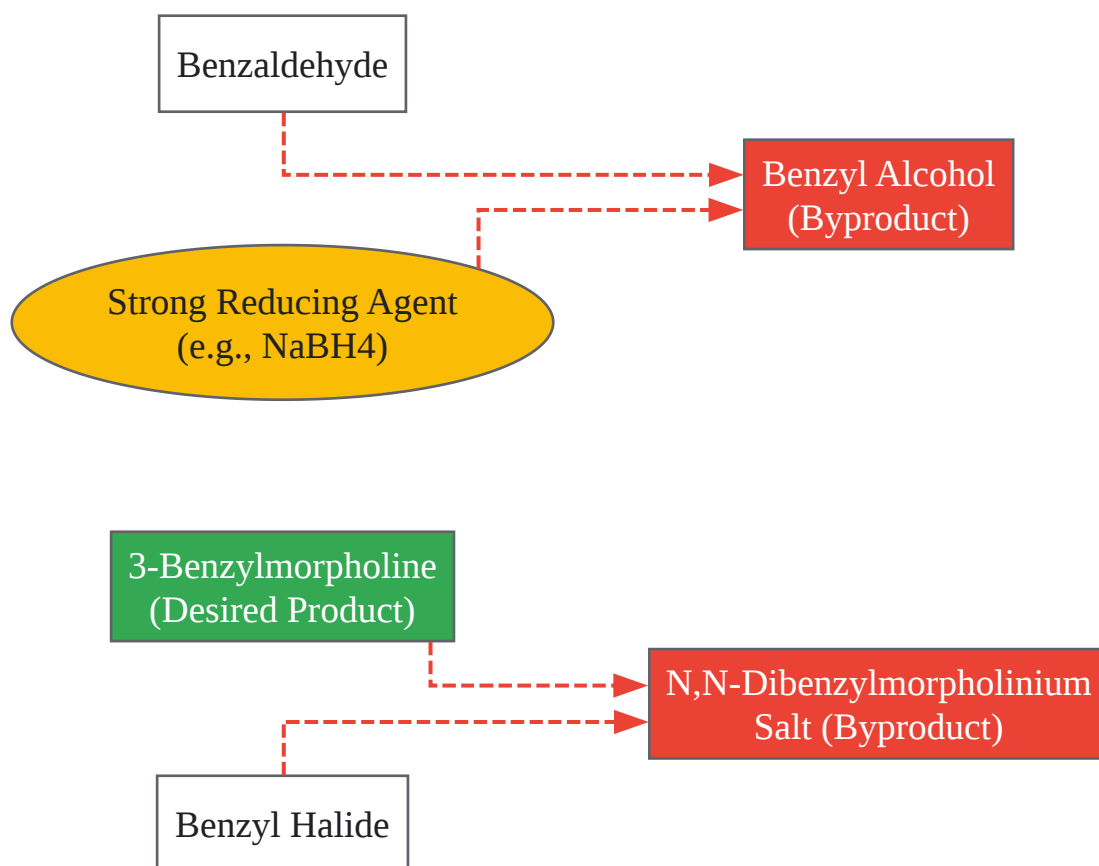 Benzaldehyde
Benzyl Alcohol
(Byproduct)
Strong Reducing Agent
(e.g., NaBH4)
3-Benzylmorpholine
(Desired Product)
N,N-Dibenzylmorpholinium
Salt (Byproduct)
Benzyl Halide